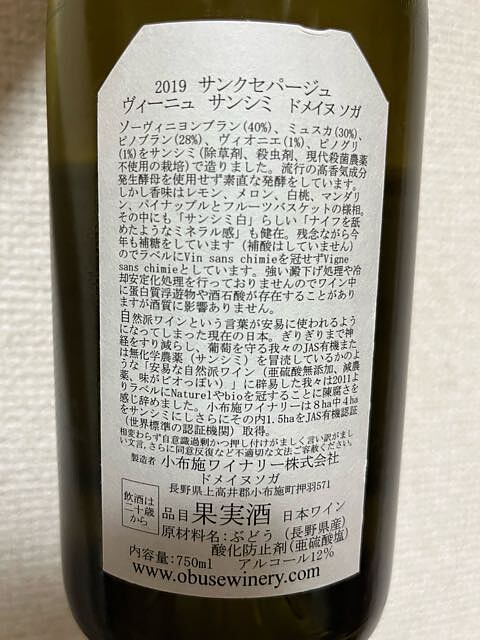 2019 サンクセパージュ
ヴィーニュ サンシミ ドメイヌ ソガ
ソーヴィニヨンブラン(40%)、ミュスカ(30%)、
ピノブラン(28%)、ヴィオニエ(1%)、ピノグリ
(1%)をサンシミ(除草剤、殺虫剤、現代殺菌農薬
不使用の栽培)で造りました。流行の高香気成分
発生酵母を使用せず素直な発酵をしています。
しかし香味はレモン、メロン、白桃、マンダリ
ン、パイナップルとフルーツバスケットの様相。
その中にも「サンシミ白」らしい「ナイフを舐
めたようなミネラル感」も健在。残念ながら今
年も補糖をしています（補酸はしていません）
のでラベルにVin sans chimieを冠せずVigne
sans chimieとしています。強い澱下げ処理や冷
却安定化処理を行っておりませんのでワイン中
に蛋白質浮遊物や酒石酸が存在することがあり
ますが酒質に影響ありません。
自然派ワインという言葉が安易に使われるよう
になってしまった現在の日本。ぎりぎりまで神
経をすり減らし、葡萄を守る我々のJAS有機また
は無化学農薬（サンシミ）を冒涜しているかのよ
うな「安易な自然派ワイン（亜硫酸無添加、減農
薬、味がビオっぽい）」に辟易した我々は2011よ
りラベルにNaturelやbioを冠することに陳腐さを
感じ辞めました。小布施ワイナリーは8ha中4ha
をサンシミにしさらにその内1.5haをJAS有機認証
（世界標準の認証機関）取得。
相変わらず自意識過剰かつ押し付けがましく言い訳がまし
い文言、さらに同意反復など不適切な文法ご容赦ください。
製造者 小布施ワイナリー株式会社
ドメイヌソガ
長野県上高井郡小布施町押羽571
飲酒は
二十歳
から
品目 果実酒 日本ワイン
原材料名：ぶどう（長野県産）
酸化防止剤(亜硫酸塩)
内容量：750ml アルコール12%
www.obusewinery.com